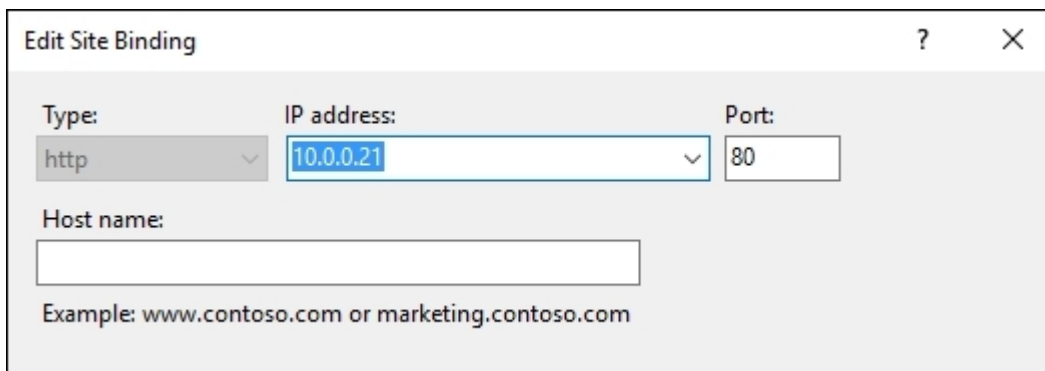 Edit Site Binding ?
Type: IP address: Port:
http 10.0.0.21 80
Host name:
Example: www.contoso.com or marketing.contoso.com